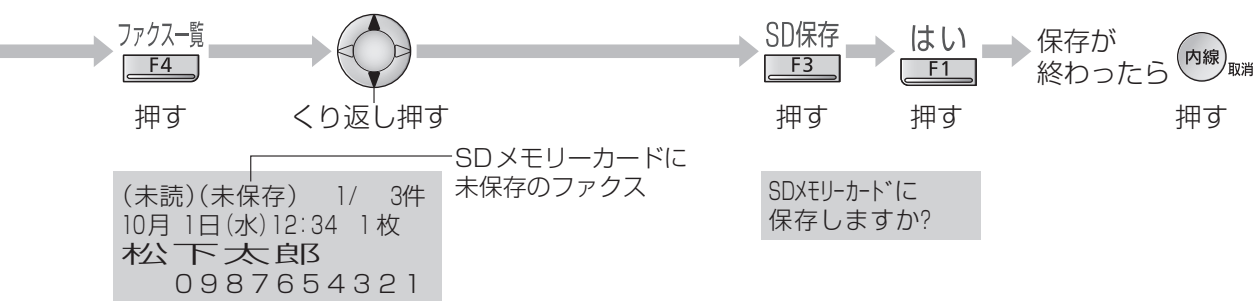 ファクス一覧
F4
押す
くり返し押す
SD保存
F3
押す
はい
F1
押す
保存が
終わったら
内線
取消
押す
SDメモリーカードに
未保存のファクス
(未読)(未保存) 1/ 3件
10月 1日(水)12:34 1枚
松下太郎
0987654321
SDメモリーカードに
保存しますか?